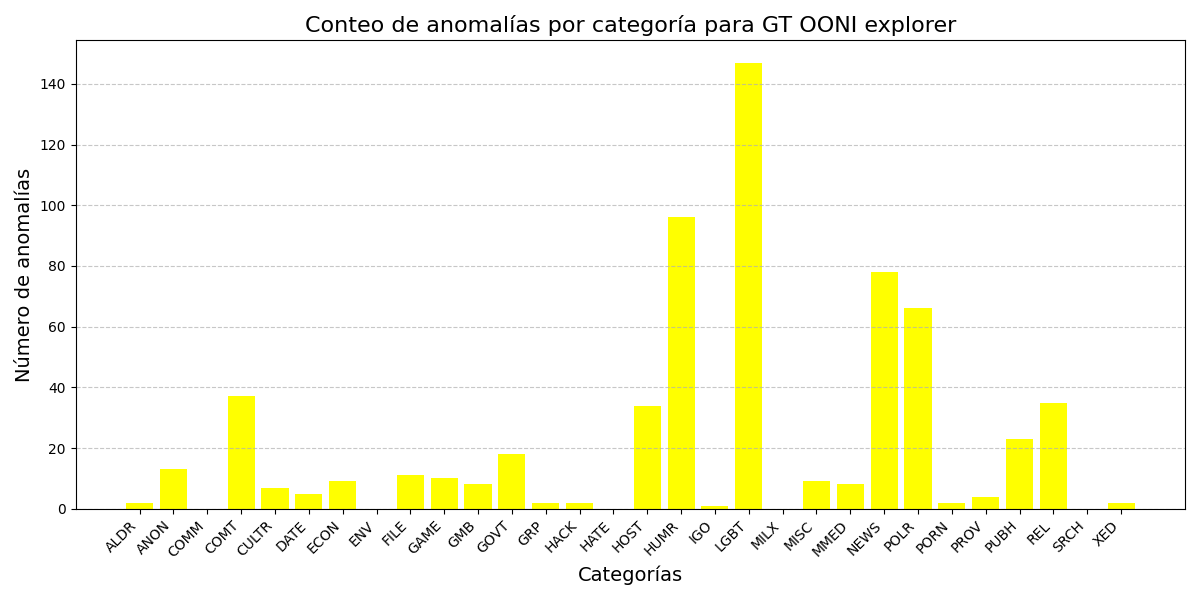 Conteo de anomalías por categoría para GT OONI explorer
Número de anomalías
140
120
100
80
60
40
20
0
ALDR
ANON
COMM
COMT
CULTR
DATE
ECON
ENV
FILE
GAME
GMB
GOVT
GRP
HACK
HATE
HOST
HUMR
IGO
LGBT
MILX
MISC
MMED
NEWS
POLR
PORN
PROV
PUBH
REL
SRCH
XED
Categorías